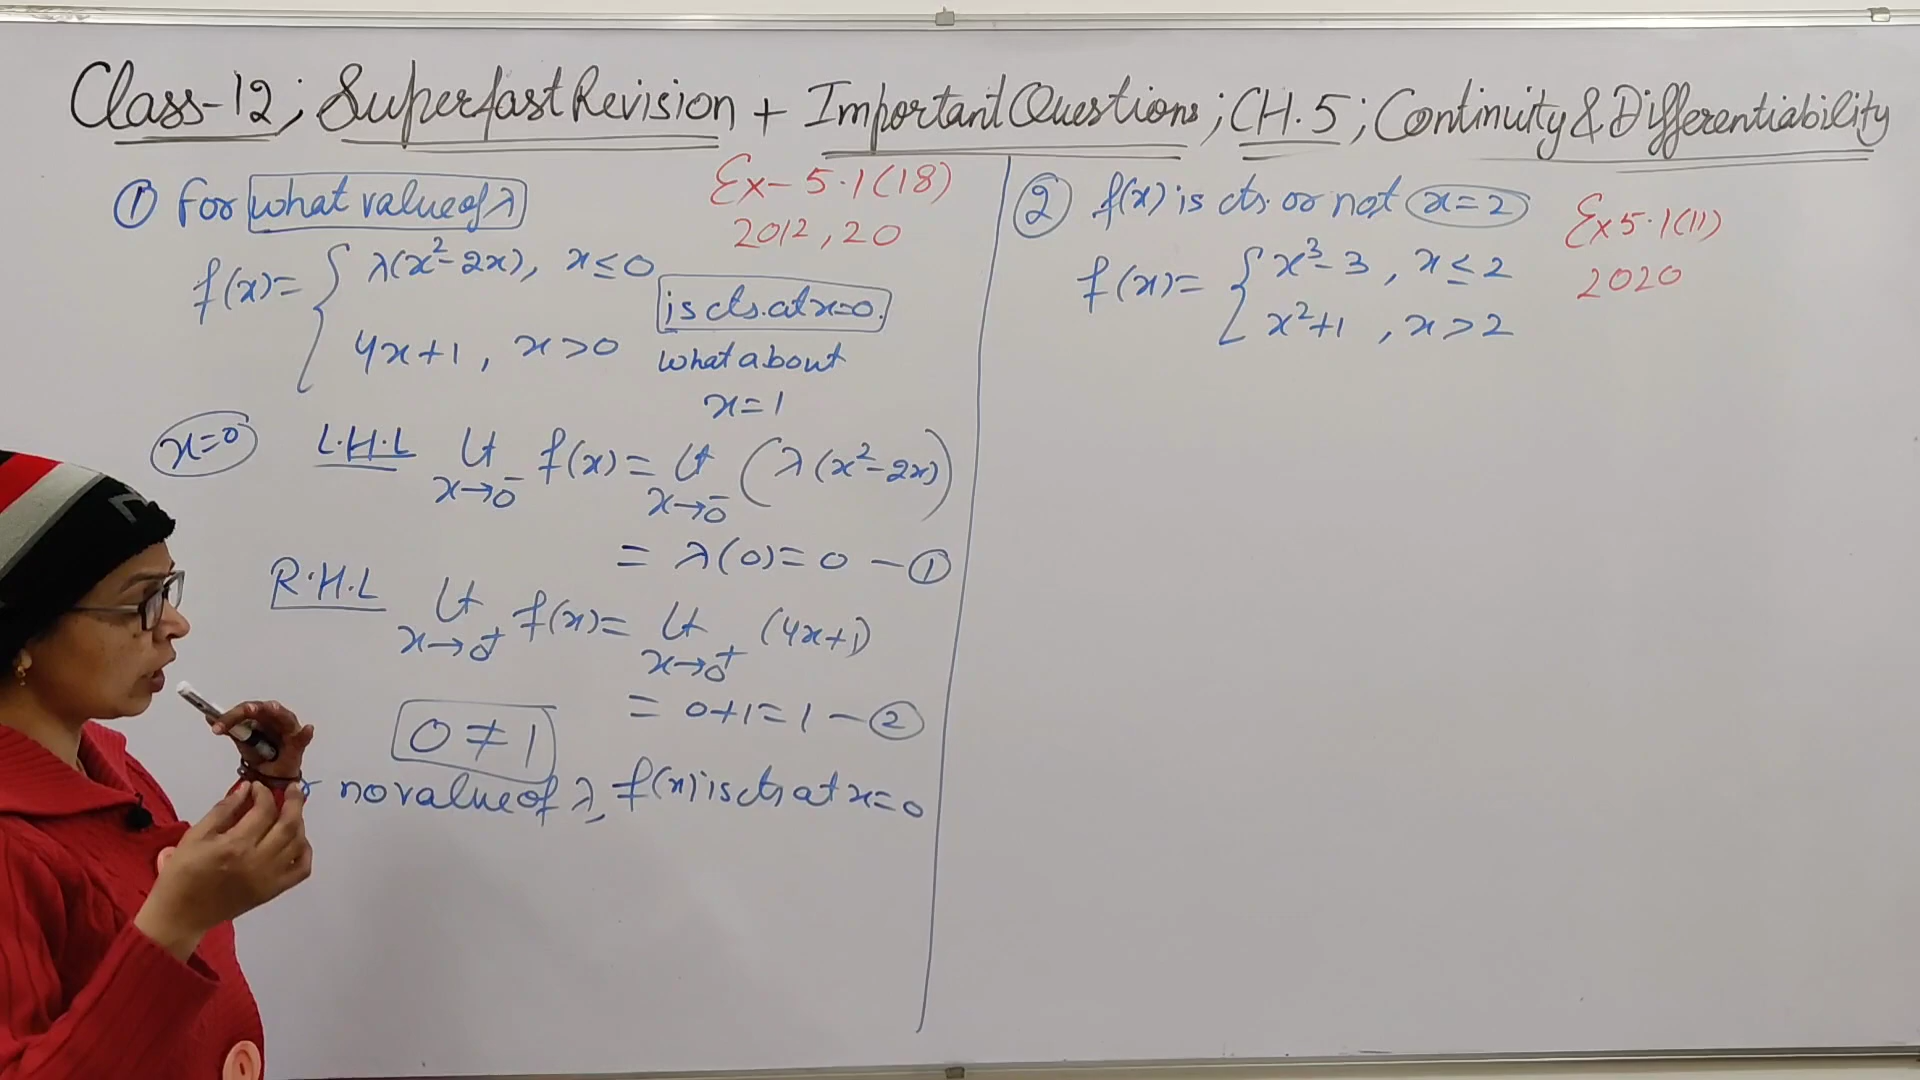 Class-12; Superfast Revision + Important Questions; CH.5; Continuity & Differentiability
① For what value of λ
Ex-5.1(18)
2012, 20
f(x)= { λ(x²-2x), x≤0
4x+1, x>0
is cts. at x=0.
what about
x=1
x=0 L.H.L Lt x→0⁻ f(x)= Lt x→0⁻ (λ(x²-2x))
= λ(0)=0 —①
R.H.L Lt x→0⁺ f(x)= Lt x→0⁺ (4x+1)
= 0+1=1 —②
0 ≠ 1
no value of λ, f(x) is cts at x=0
② f(x) is cts. or not x=2
Ex 5.1(11)
2020
f(x)= { x³-3, x≤2
x²+1, x>2